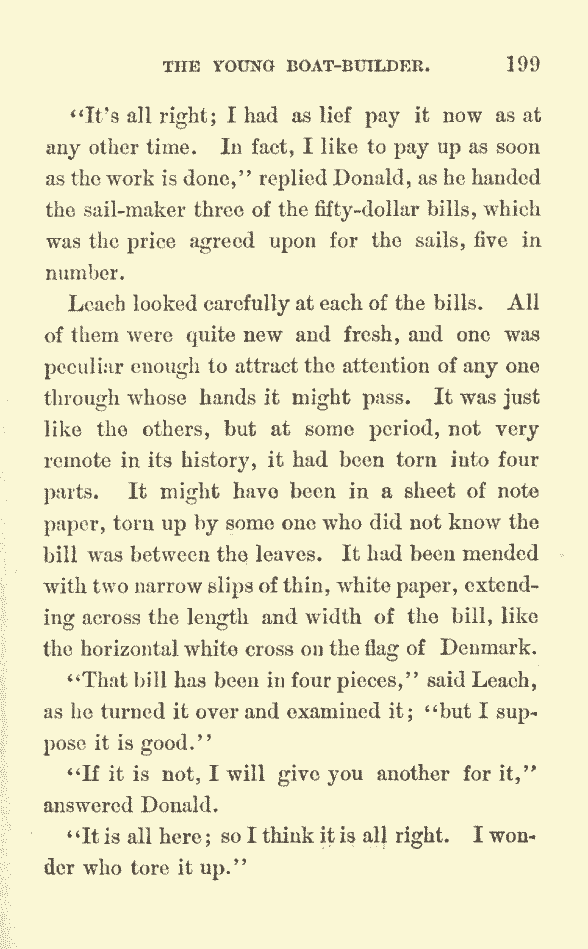 THE YOUNG BOAT-BUILDER. 199
"It's all right; I had as lief pay it now as at
any other time. In fact, I like to pay up as soon
as the work is done," replied Donald, as he handed
the sail-maker three of the fifty-dollar bills, which
was the price agreed upon for the sails, five in
number.
Leach looked carefully at each of the bills. All
of them were quite new and fresh, and one was
peculiar enough to attract the attention of any one
through whose hands it might pass. It was just
like the others, but at some period, not very
remote in its history, it had been torn into four
parts. It might have been in a sheet of note
paper, torn up by some one who did not know the
bill was between the leaves. It had been mended
with two narrow slips of thin, white paper, extend-
ing across the length and width of the bill, like
the horizontal white cross on the flag of Denmark.
"That bill has been in four pieces," said Leach,
as he turned it over and examined it; "but I sup-
pose it is good."
"If it is not, I will give you another for it,"
answered Donald.
"It is all here; so I think it is all right. I won-
der who tore it up."